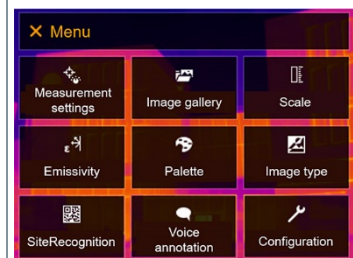 Menu
Measurement
settings
Image gallery
Scale
Emissivity
Palette
Image type
SiteRecognition
Voice
annotation
Configuration